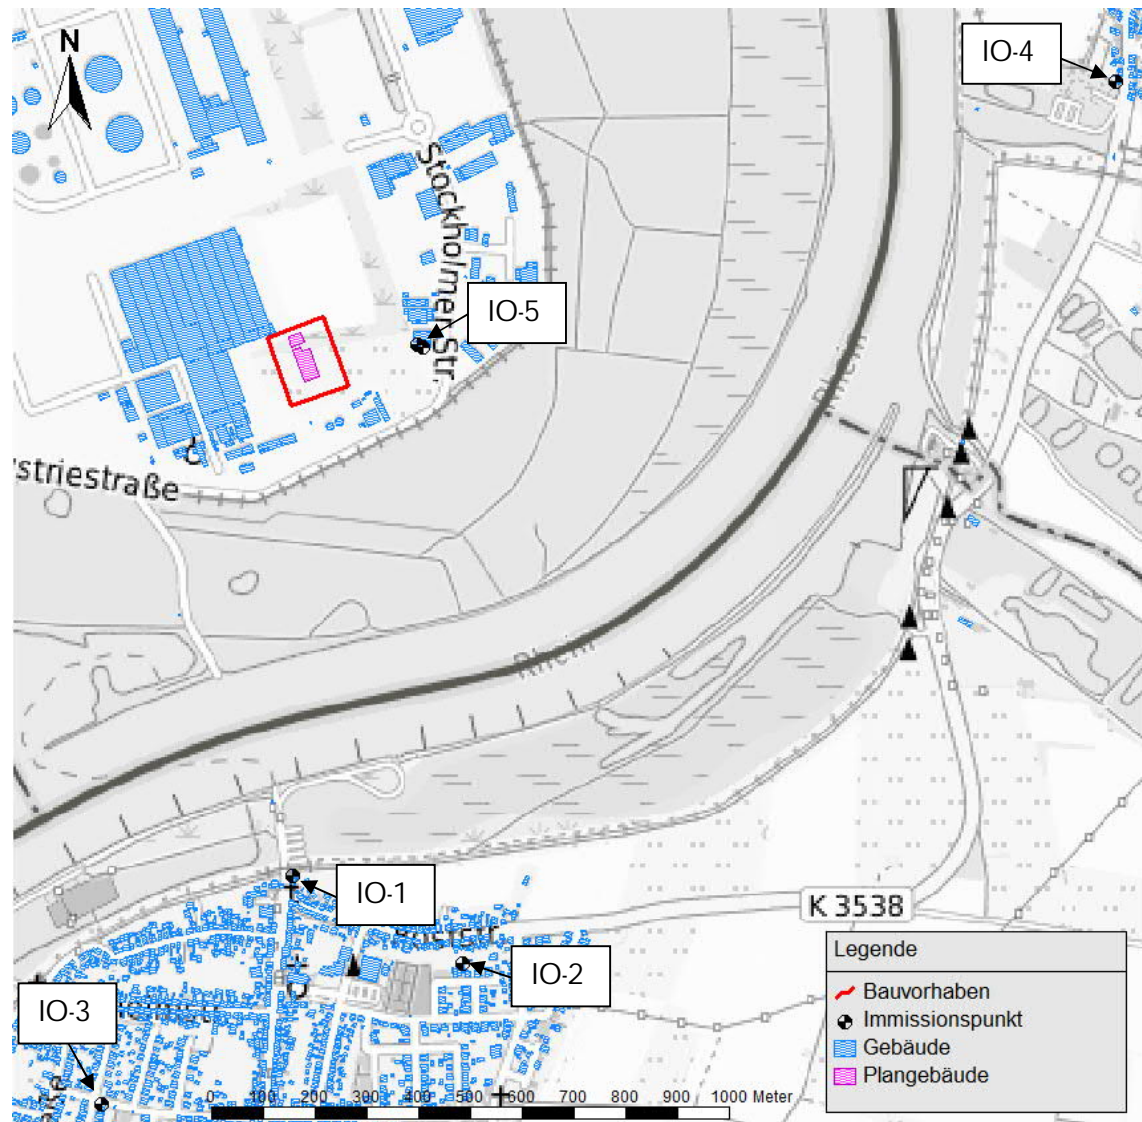 N
IO-4
Stockholmer Str.
IO-5
Rhein
striestraße
Rhein
IO-1
K 3538
IO-2
IO-3
Legende
Bauvorhaben
Immissionspunkt
Gebäude
Plangebäude
0 100 200 300 400 500 600 700 800 900 1000 Meter